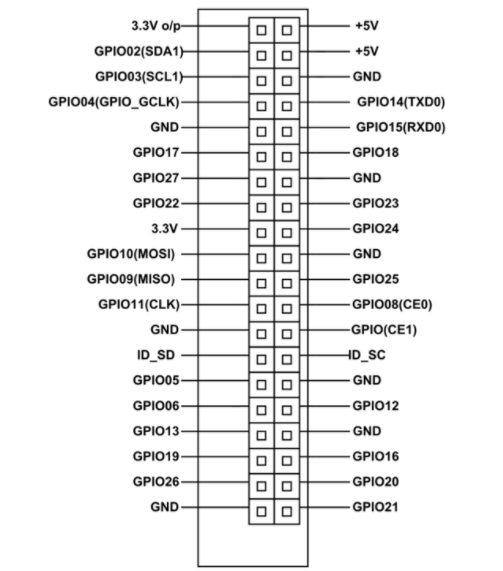 3.3V o/p +5V
GPIO02(SDA1) +5V
GPIO03(SCL1) GND
GPIO04(GPIO_GCLK) GPIO14(TXD0)
GND GPIO15(RXD0)
GPIO17 GPIO18
GPIO27 GND
GPIO22 GPIO23
3.3V GPIO24
GPIO10(MOSI) GND
GPIO09(MISO) GPIO25
GPIO11(CLK) GPIO08(CE0)
GND GPIO(CE1)
ID_SD ID_SC
GPIO05 GND
GPIO06 GPIO12
GPIO13 GND
GPIO19 GPIO16
GPIO26 GPIO20
GND GPIO21